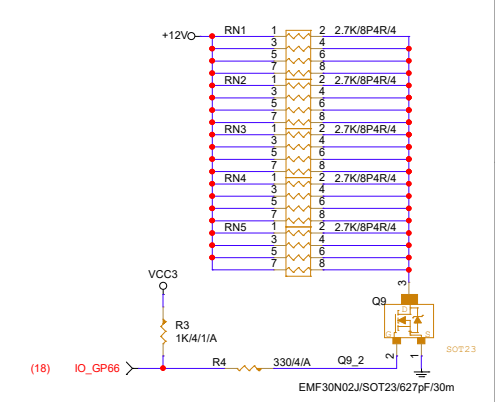 +12V RN1 1 2 2.7K/8P4R/4
3 4
5 6
7 8
RN2 1 2 2.7K/8P4R/4
3 4
5 6
7 8
RN3 1 2 2.7K/8P4R/4
3 4
5 6
7 8
RN4 1 2 2.7K/8P4R/4
3 4
5 6
7 8
RN5 1 2 2.7K/8P4R/4
3 4
5 6
7 8
VCC3
3
Q9
D
R3
1K/4/1/A
G S
SOT23
2 1
(18) IO_GP66 R4 330/4/A Q9_2
EMF30N02J/SOT23/627pF/30m